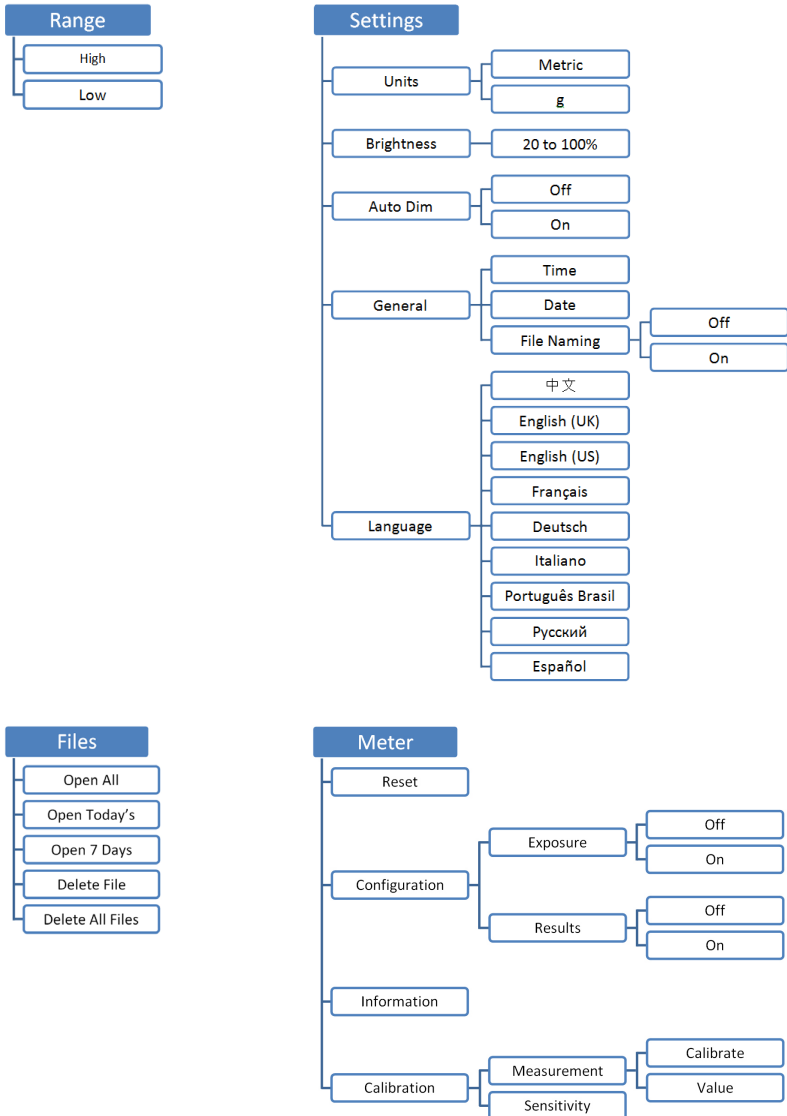 Range
High
Low
Settings
Units
Metric
g
Brightness
20 to 100%
Auto Dim
Off
On
General
Time
Date
File Naming
Off
On
Language
中文
English (UK)
English (US)
Français
Deutsch
Italiano
Português Brasil
Русский
Español
Files
Open All
Open Today's
Open 7 Days
Delete File
Delete All Files
Meter
Reset
Configuration
Exposure
Off
On
Results
Off
On
Information
Calibration
Measurement
Calibrate
Value
Sensitivity